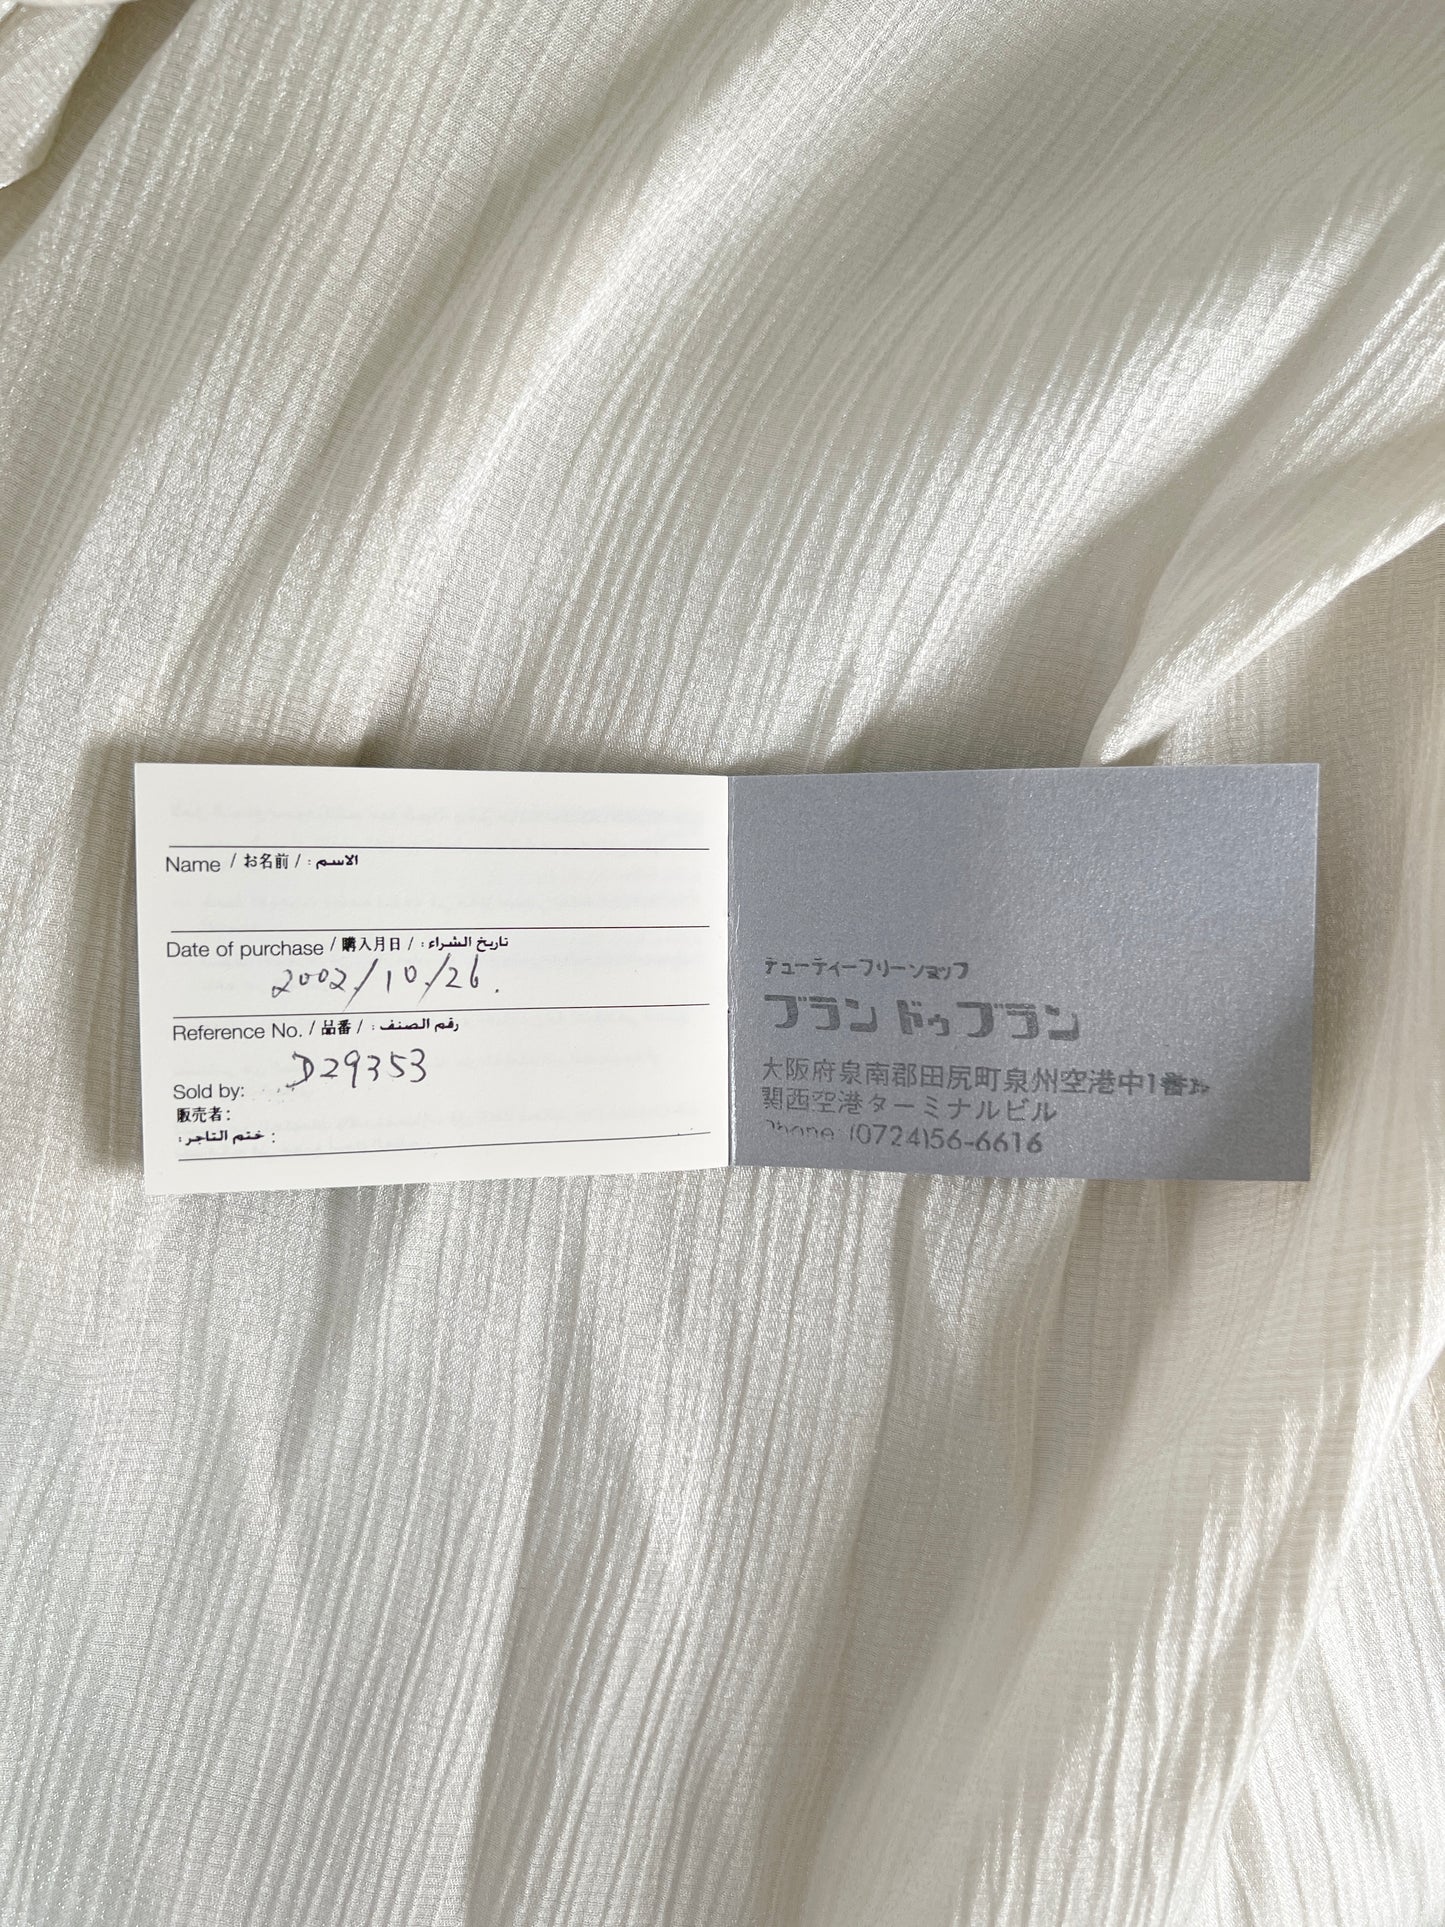 Name / お名前 / : الاسم
Date of purchase / 購入月日 / : تاريخ الشراء
2002/10/26.
Reference No. / 品番 / : رقم الصنف
D29353
Sold by:
販売者:
ختم التاجر:
デューティーフリーショップ
ブラン ドゥ ブラン
大阪府泉南郡田尻町泉州空港中1番地
関西空港ターミナルビル
Phone (0724)56-6616